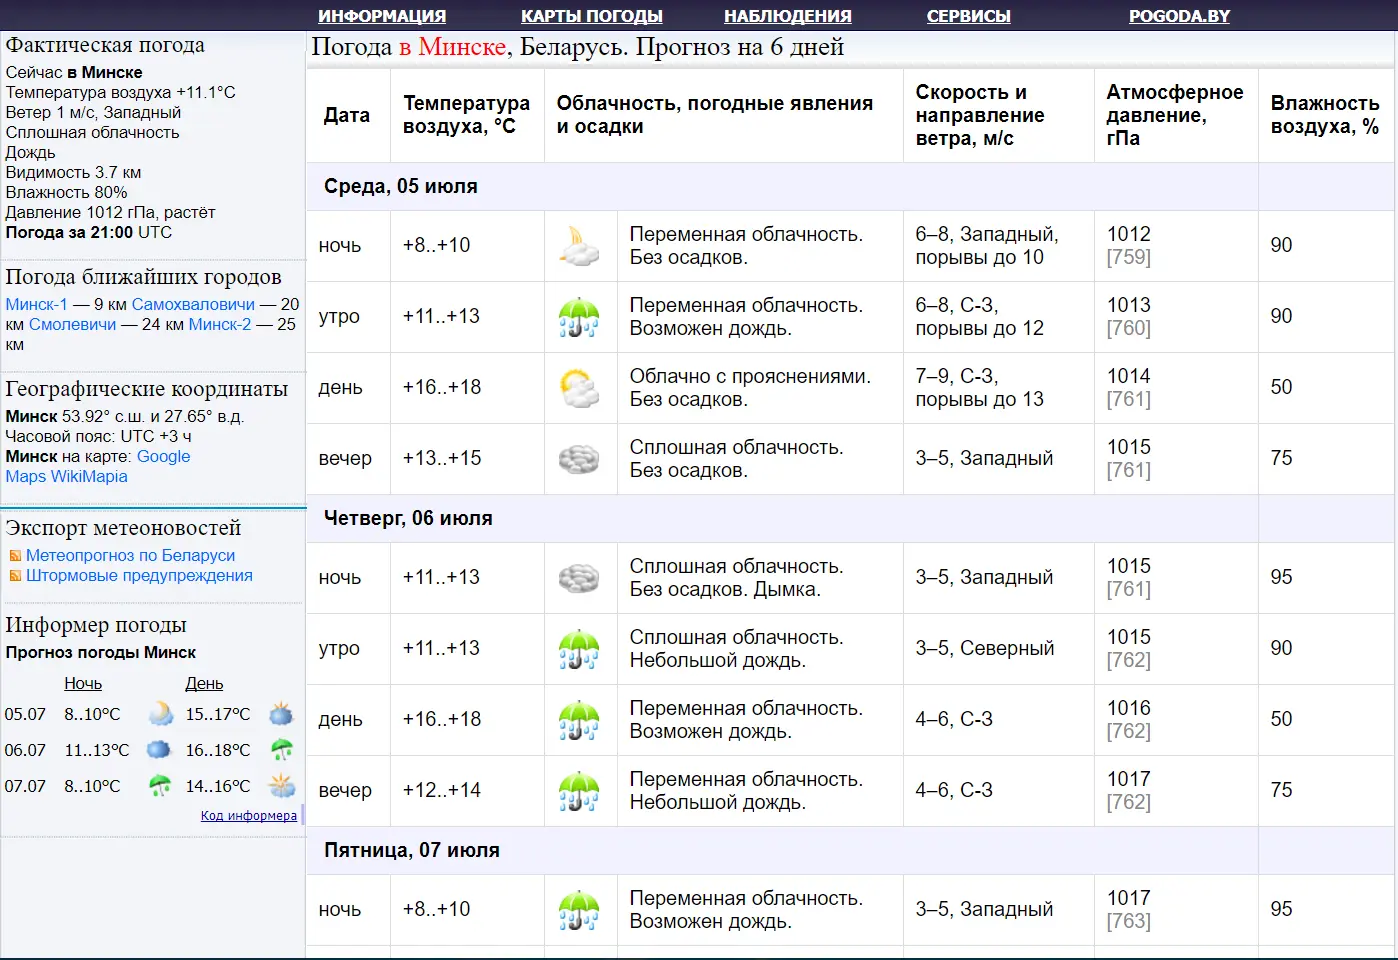 ИНФОРМАЦИЯ КАРТЫ ПОГОДЫ НАБЛЮДЕНИЯ СЕРВИСЫ POGODA.BY
Фактическая погода
Сейчас в Минске
Температура воздуха +11.1°C
Ветер 1 м/с, Западный
Сплошная облачность
Дождь
Видимость 3.7 км
Влажность 80%
Давление 1012 гПа, растёт
Погода за 21:00 UTC
Погода ближайших городов
Минск-1 — 9 км Самохваловичи — 20
км Смолевичи — 24 км Минск-2 — 25
км
Географические координаты
Минск 53.92° с.ш. и 27.65° в.д.
Часовой пояс: UTC +3 ч
Минск на карте: Google
Maps WikiMapia
Экспорт метеоновостей
Метеопрогноз по Беларуси
Штормовые предупреждения
Информер погоды
Прогноз погоды Минск
Ночь День
05.07 8..10°C 15..17°C
06.07 11..13°C 16..18°C
07.07 8..10°C 14..16°C
Код информера
Погода в Минске, Беларусь. Прогноз на 6 дней
Дата
Температура
воздуха, °C
Облачность, погодные явления
и осадки
Скорость и
направление
ветра, м/с
Атмосферное
давление,
гПа
Влажность
воздуха, %
Среда, 05 июля
ночь
+8..+10
Переменная облачность.
Без осадков.
6–8, Западный,
порывы до 10
1012
[759]
90
утро
+11..+13
Переменная облачность.
Возможен дождь.
6–8, С-З,
порывы до 12
1013
[760]
90
день
+16..+18
Облачно с прояснениями.
Без осадков.
7–9, С-З,
порывы до 13
1014
[761]
50
вечер
+13..+15
Сплошная облачность.
Без осадков.
3–5, Западный
1015
[761]
75
Четверг, 06 июля
ночь
+11..+13
Сплошная облачность.
Без осадков. Дымка.
3–5, Западный
1015
[761]
95
утро
+11..+13
Сплошная облачность.
Небольшой дождь.
3–5, Северный
1015
[762]
90
день
+16..+18
Переменная облачность.
Возможен дождь.
4–6, С-З
1016
[762]
50
вечер
+12..+14
Переменная облачность.
Небольшой дождь.
4–6, С-З
1017
[762]
75
Пятница, 07 июля
ночь
+8..+10
Переменная облачность.
Возможен дождь.
3–5, Западный
1017
[763]
95